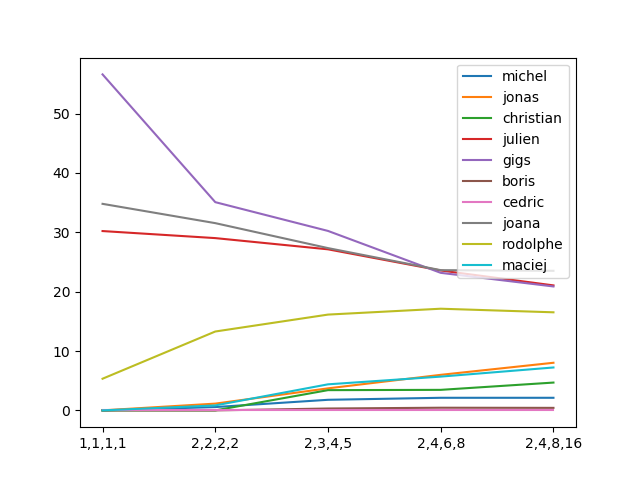 michel
jonas
christian
julien
gigs
boris
cedric
joana
rodolphe
maciej
50
40
30
20
10
0
1,1,1,1 2,2,2,2 2,3,4,5 2,4,6,8 2,4,8,16